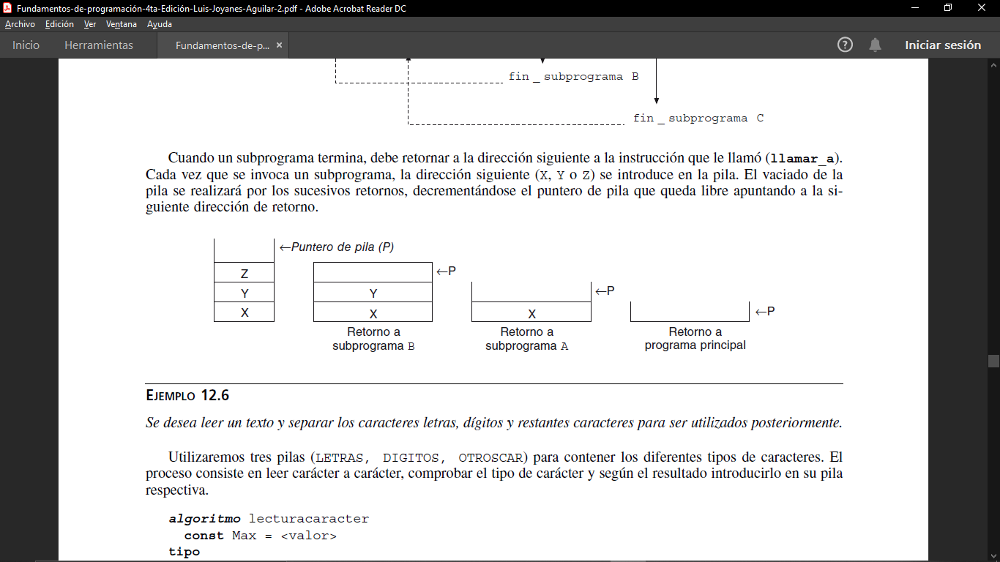 Fundamentos-de-programación-4ta-Edición-Luis-Joyanes-Aguilar-2.pdf - Adobe Acrobat Reader DC
Archivo Edición Ver Ventana Ayuda
Inicio Herramientas Fundamentos-de-p... × ? Iniciar sesión
fin _ subprograma B
fin _ subprograma C
Cuando un subprograma termina, debe retornar a la dirección siguiente a la instrucción que le llamó (llamar_a).
Cada vez que se invoca un subprograma, la dirección siguiente (X, Y o Z) se introduce en la pila. El vaciado de la
pila se realizará por los sucesivos retornos, decrementándose el puntero de pila que queda libre apuntando a la si-
guiente dirección de retorno.
←Puntero de pila (P)
Z
Y
X
←P
Y
X
Retorno a
subprograma B
←P
X
Retorno a
subprograma A
←P
Retorno a
programa principal
EJEMPLO 12.6
Se desea leer un texto y separar los caracteres letras, dígitos y restantes caracteres para ser utilizados posteriormente.
Utilizaremos tres pilas (LETRAS, DIGITOS, OTROSCAR) para contener los diferentes tipos de caracteres. El
proceso consiste en leer carácter a carácter, comprobar el tipo de carácter y según el resultado introducirlo en su pila
respectiva.
algoritmo lecturacaracter
const Max = <valor>
tipo